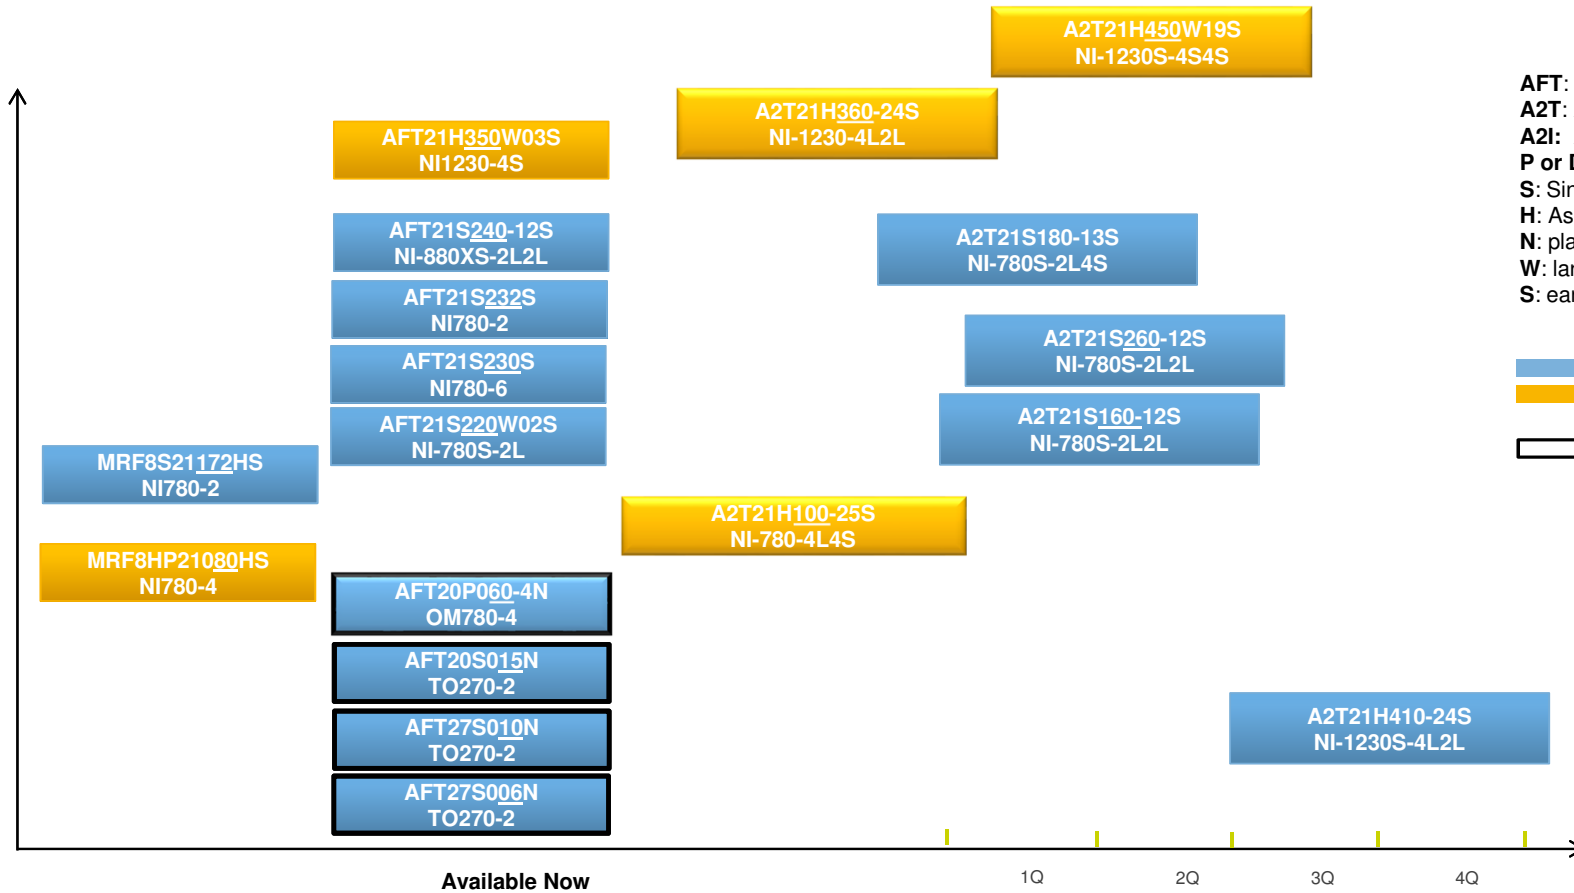 A2T21H450W19S
NI-1230S-4S4S
A2T21H360-24S
NI-1230-4L2L
AFT21H350W03S
NI1230-4S
AFT21S240-12S
NI-880XS-2L2L
A2T21S180-13S
NI-780S-2L4S
AFT21S232S
NI780-2
A2T21S260-12S
NI-780S-2L2L
AFT21S230S
NI780-6
AFT21S220W02S
NI-780S-2L
A2T21S160-12S
NI-780S-2L2L
MRF8S21172HS
NI780-2
A2T21H100-25S
NI-780-4L4S
MRF8HP21080HS
NI780-4
AFT20P060-4N
OM780-4
AFT20S015N
TO270-2
AFT27S010N
TO270-2
A2T21H410-24S
NI-1230S-4L2L
AFT27S006N
TO270-2
Available Now
1Q
2Q
3Q
4Q
AFT:
A2T:
A2I:
P or
S:
H:
N:
W:
S: